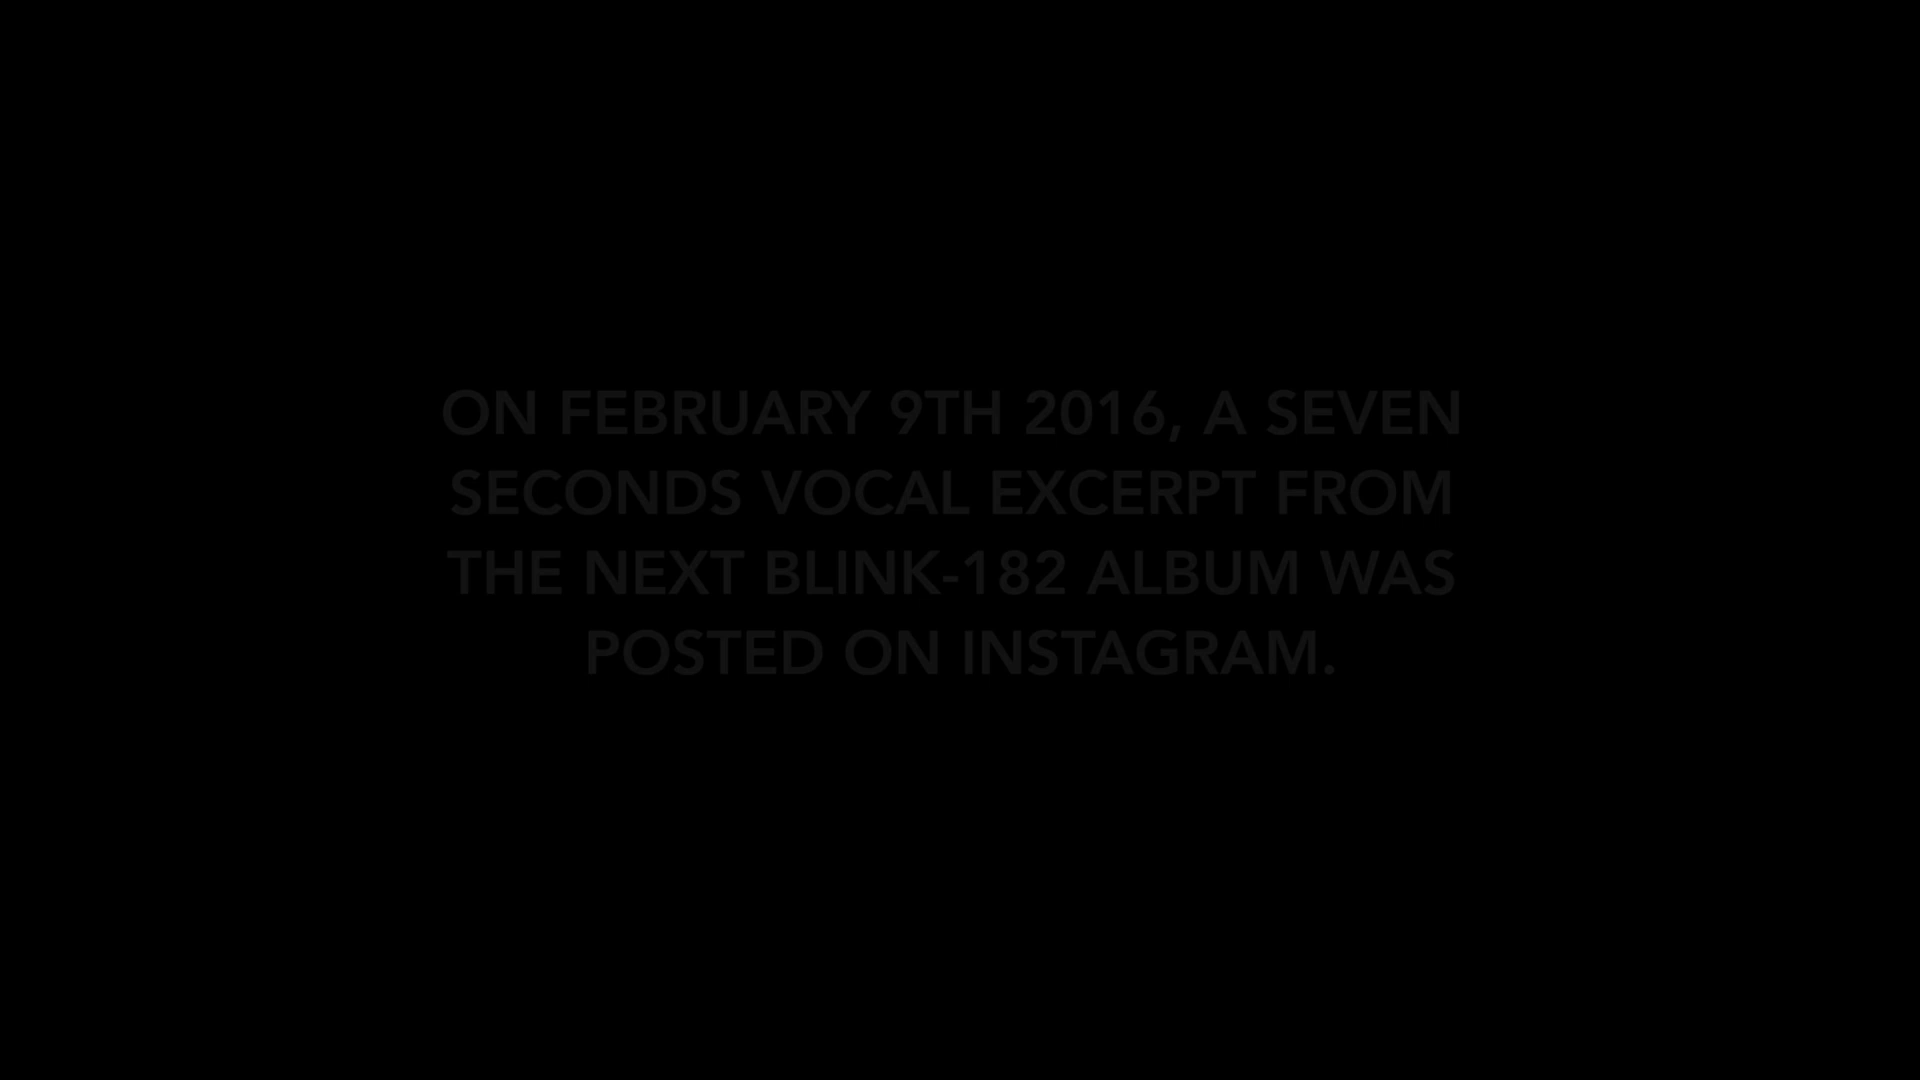 ON FEBRUARY 9TH 2016, A SEVEN
SECONDS VOCAL EXCERPT FROM
THE NEXT BLINK-182 ALBUM WAS
POSTED ON INSTAGRAM.